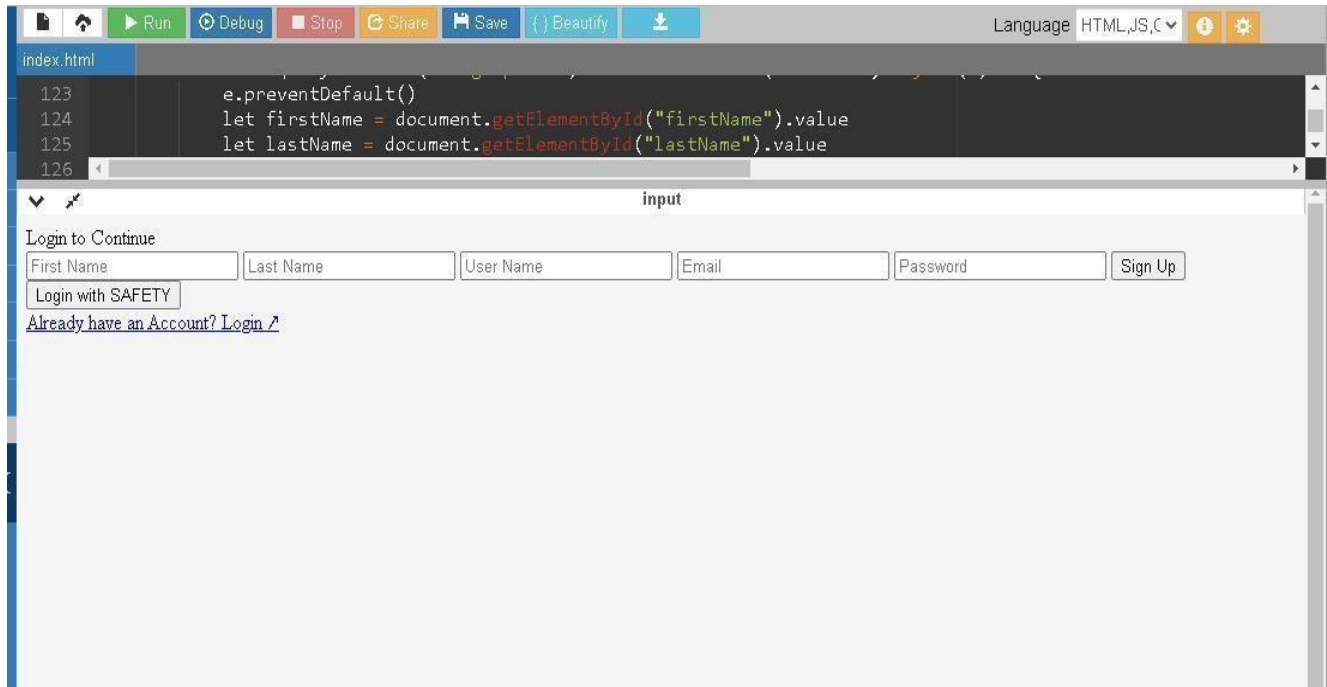 Run Debug Stop Share Save { } Beautify Language HTML,JS,C
index.html
123 e.preventDefault()
124 let firstName = document.getElementById("firstName").value
125 let lastName = document.getElementById("lastName").value
126
input
Login to Continue
First Name Last Name User Name Email Password Sign Up
Login with SAFETY
Already have an Account? Login ↗